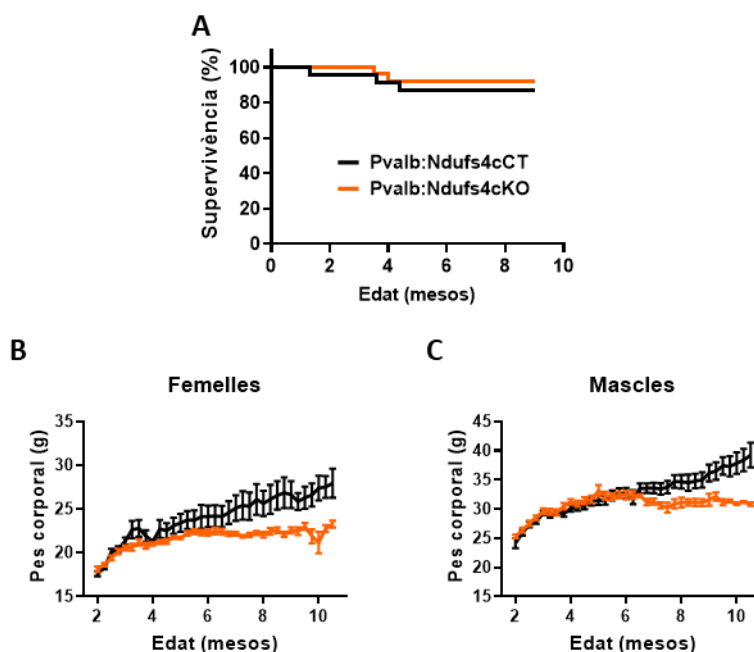 A
Supervivència (%)
100
80
60
40
20
0
Pvalb:Ndufs4cCT
Pvalb:Ndufs4cKO
0 2 4 6 8 10
Edat (mesos)
B
Femelles
Pes corporal (g)
35
30
25
20
15
2 4 6 8 10
Edat (mesos)
C
Mascles
Pes corporal (g)
45
40
35
30
25
20
15
2 4 6 8 10
Edat (mesos)